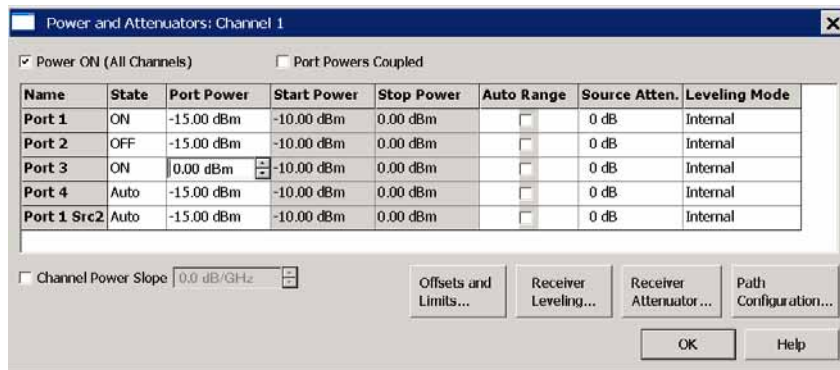 Power and Attenuators: Channel 1
Power ON (All Channels) Port Powers Coupled
Name State Port Power Start Power Stop Power Auto Range Source Atten. Leveling Mode
Port 1 ON -15.00 dBm -10.00 dBm 0.00 dBm 0 dB Internal
Port 2 OFF -15.00 dBm -10.00 dBm 0.00 dBm 0 dB Internal
Port 3 ON 0.00 dBm -10.00 dBm 0.00 dBm 0 dB Internal
Port 4 Auto -15.00 dBm -10.00 dBm 0.00 dBm 0 dB Internal
Port 1 Src2 Auto -15.00 dBm -10.00 dBm 0.00 dBm 0 dB Internal
Channel Power Slope 0.0 dB/GHz
Offsets and
Limits...
Receiver
Leveling...
Receiver
Attenuator...
Path
Configuration...
OK Help